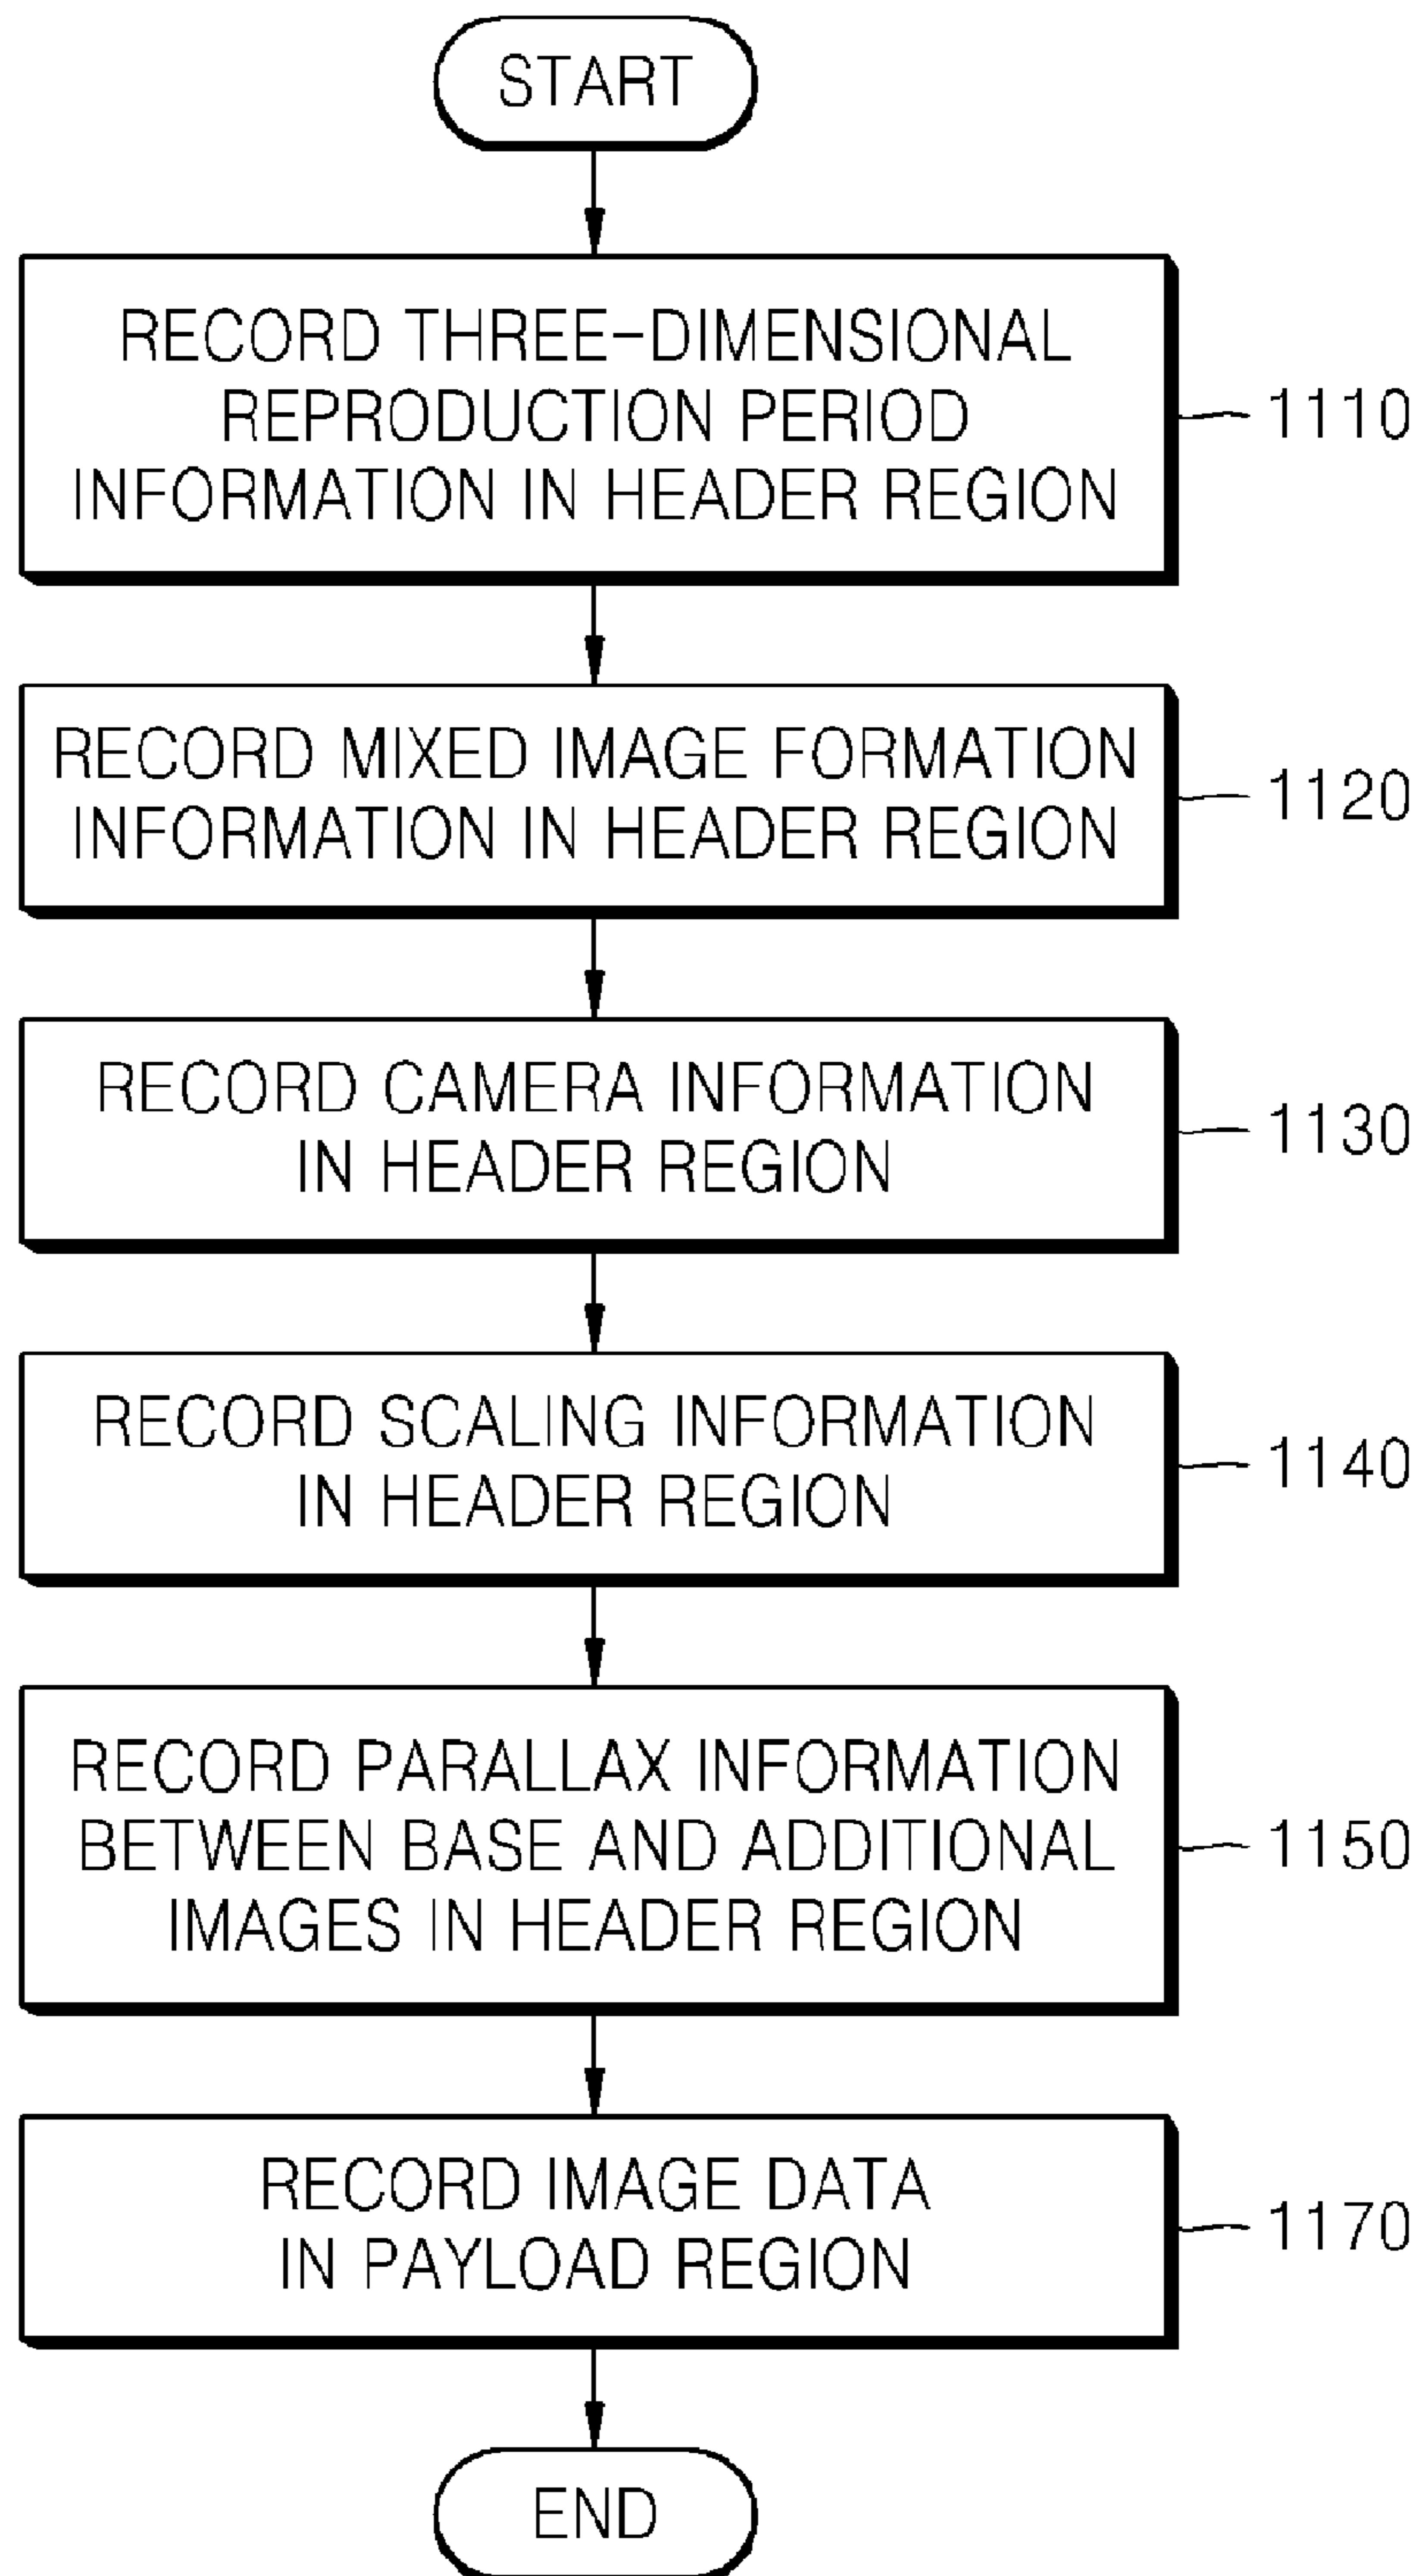 START
RECORD THREE-DIMENSIONAL
REPRODUCTION PERIOD
INFORMATION IN HEADER REGION
1110
RECORD MIXED IMAGE FORMATION
INFORMATION IN HEADER REGION
1120
RECORD CAMERA INFORMATION
IN HEADER REGION
1130
RECORD SCALING INFORMATION
IN HEADER REGION
1140
RECORD PARALLAX INFORMATION
BETWEEN BASE AND ADDITIONAL
IMAGES IN HEADER REGION
1150
RECORD IMAGE DATA
IN PAYLOAD REGION
1170
END